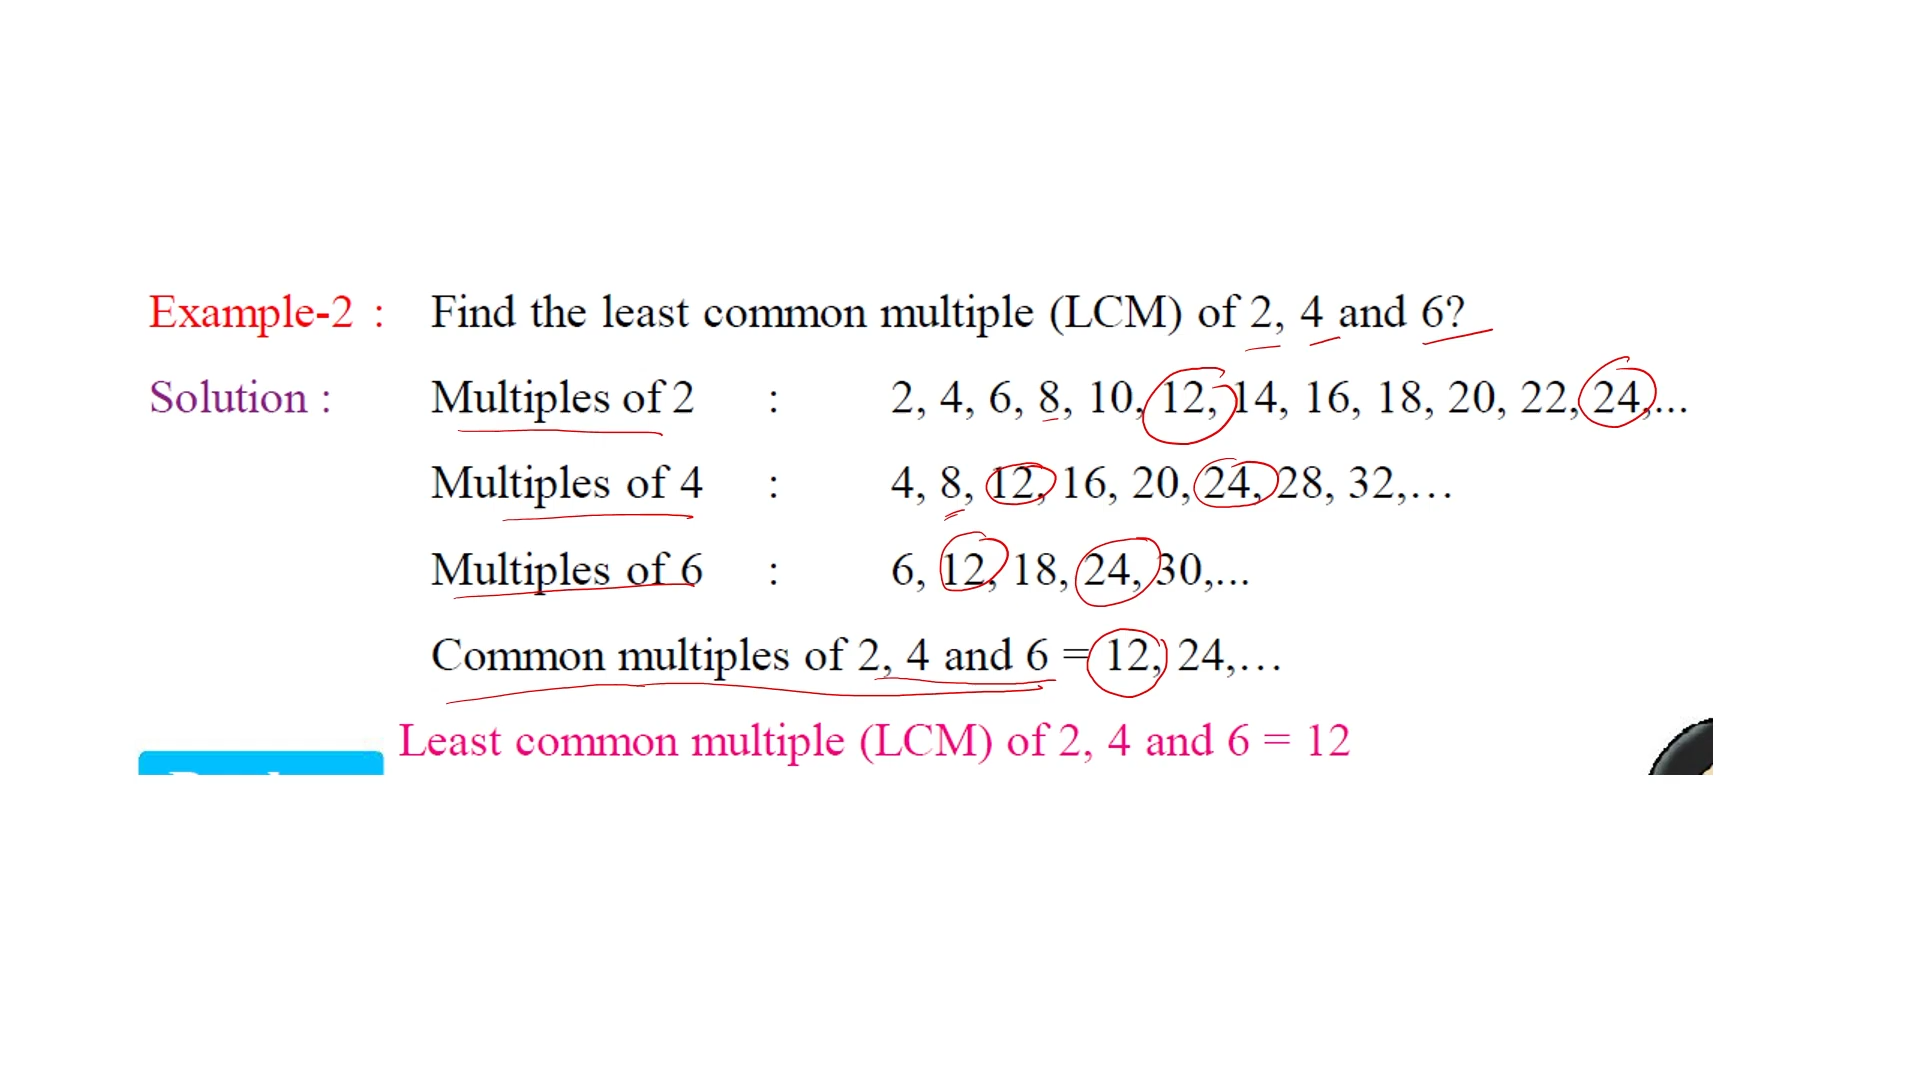 Example-2 : Find the least common multiple (LCM) of 2, 4 and 6?
Solution : Multiples of 2 : 2, 4, 6, 8, 10, 12, 14, 16, 18, 20, 22, 24,...
Multiples of 4 : 4, 8, 12, 16, 20, 24, 28, 32,...
Multiples of 6 : 6, 12, 18, 24, 30,...
Common multiples of 2, 4 and 6 = 12, 24,...
Least common multiple (LCM) of 2, 4 and 6 = 12